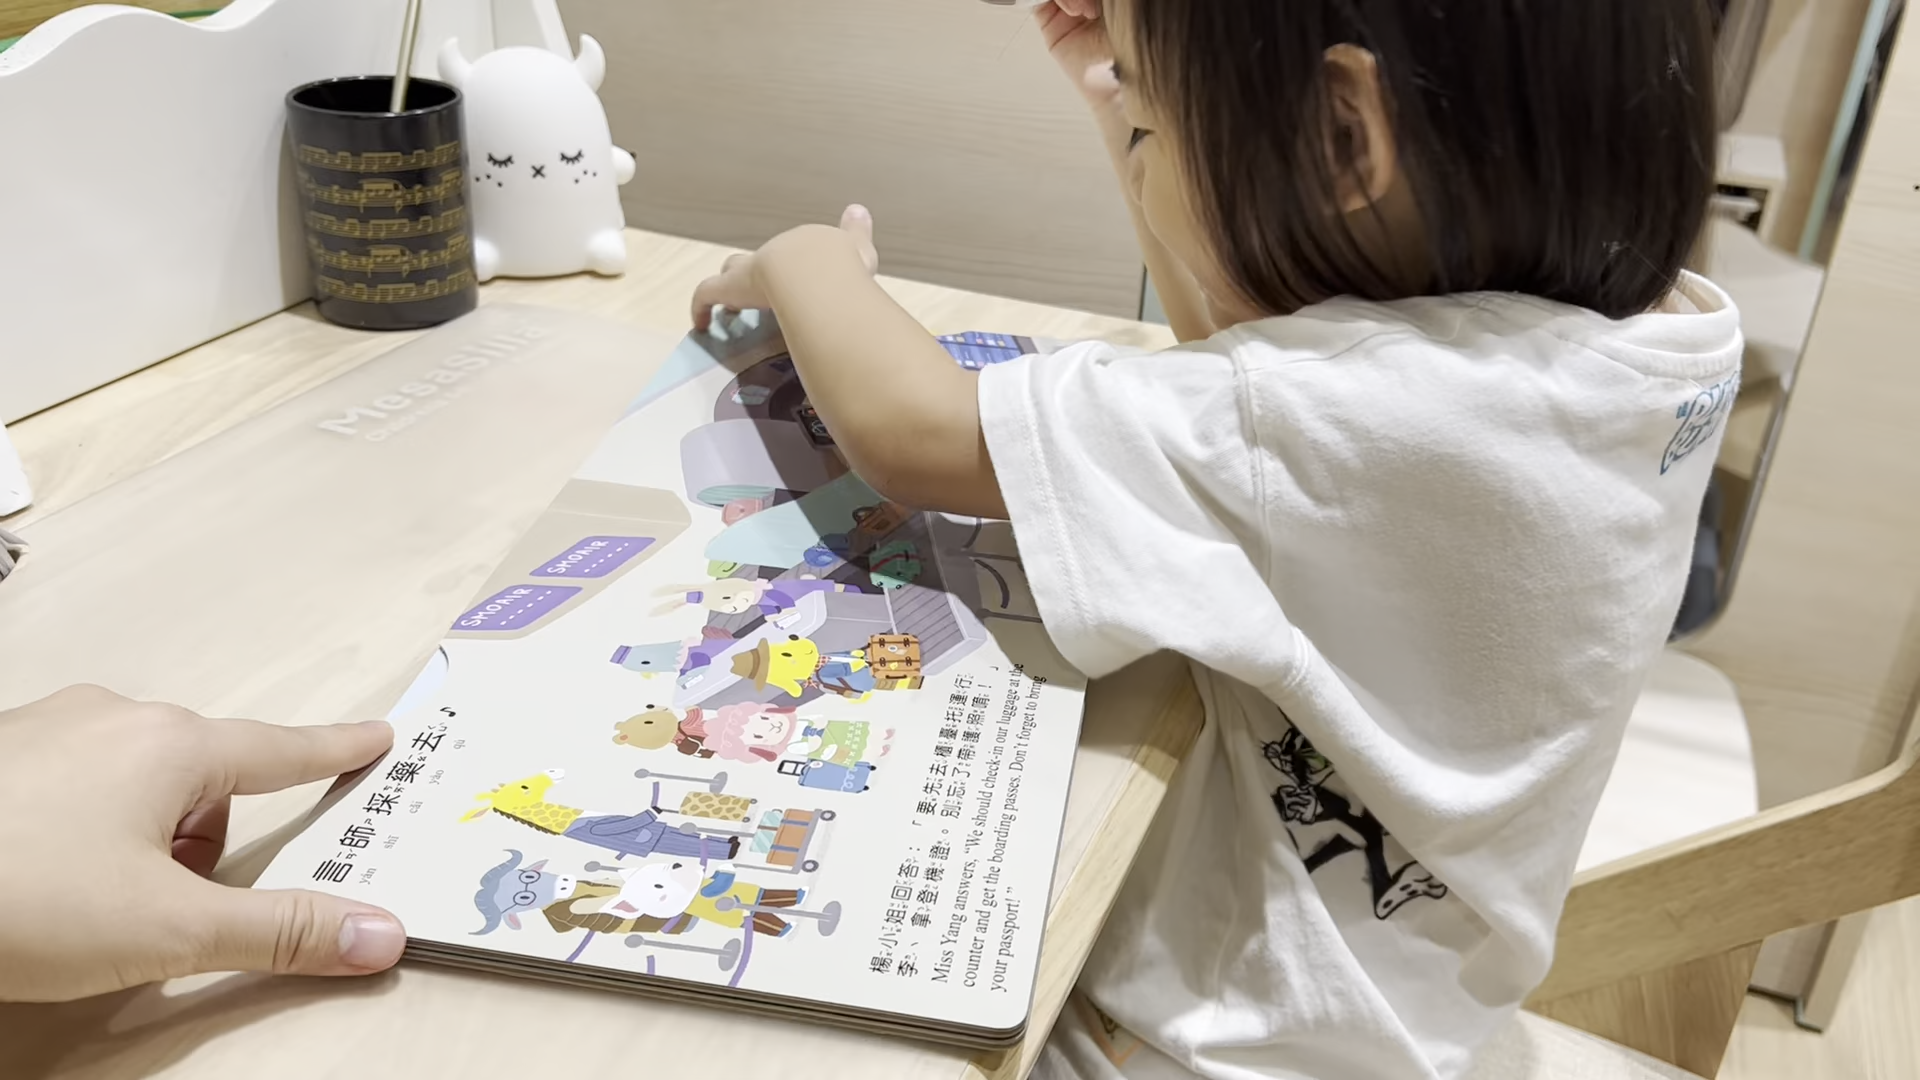 Mesasilla
SMOAIR
SMOAIR
言師採藥去♪
yán shī cǎi yào qù
楊小姐回答：「要先去櫃臺托運行
李、拿登機證。別忘了帶護照唷！」
Miss Yang answers, “We should check-in our luggage at the
counter and get the boarding passes. Don't forget to bring
your passport!”